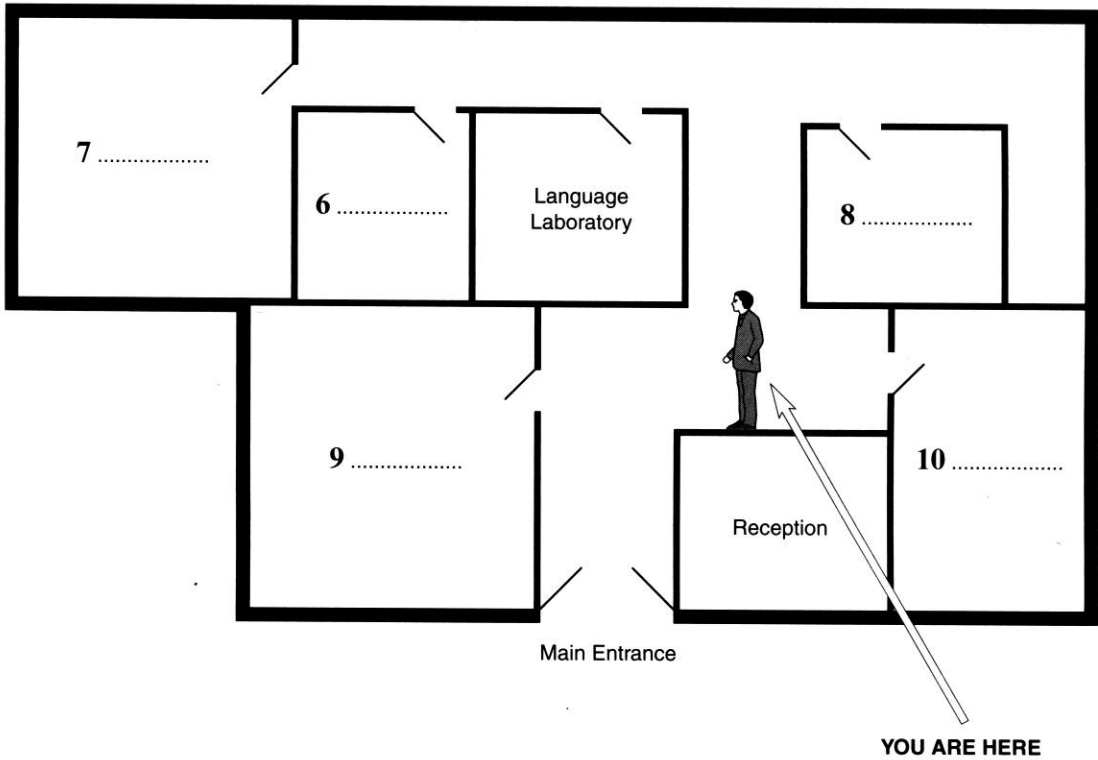 7 ...................
6 ...................
Language
Laboratory
8 ...................
9 ...................
10 ...................
Reception
Main Entrance
YOU ARE HERE